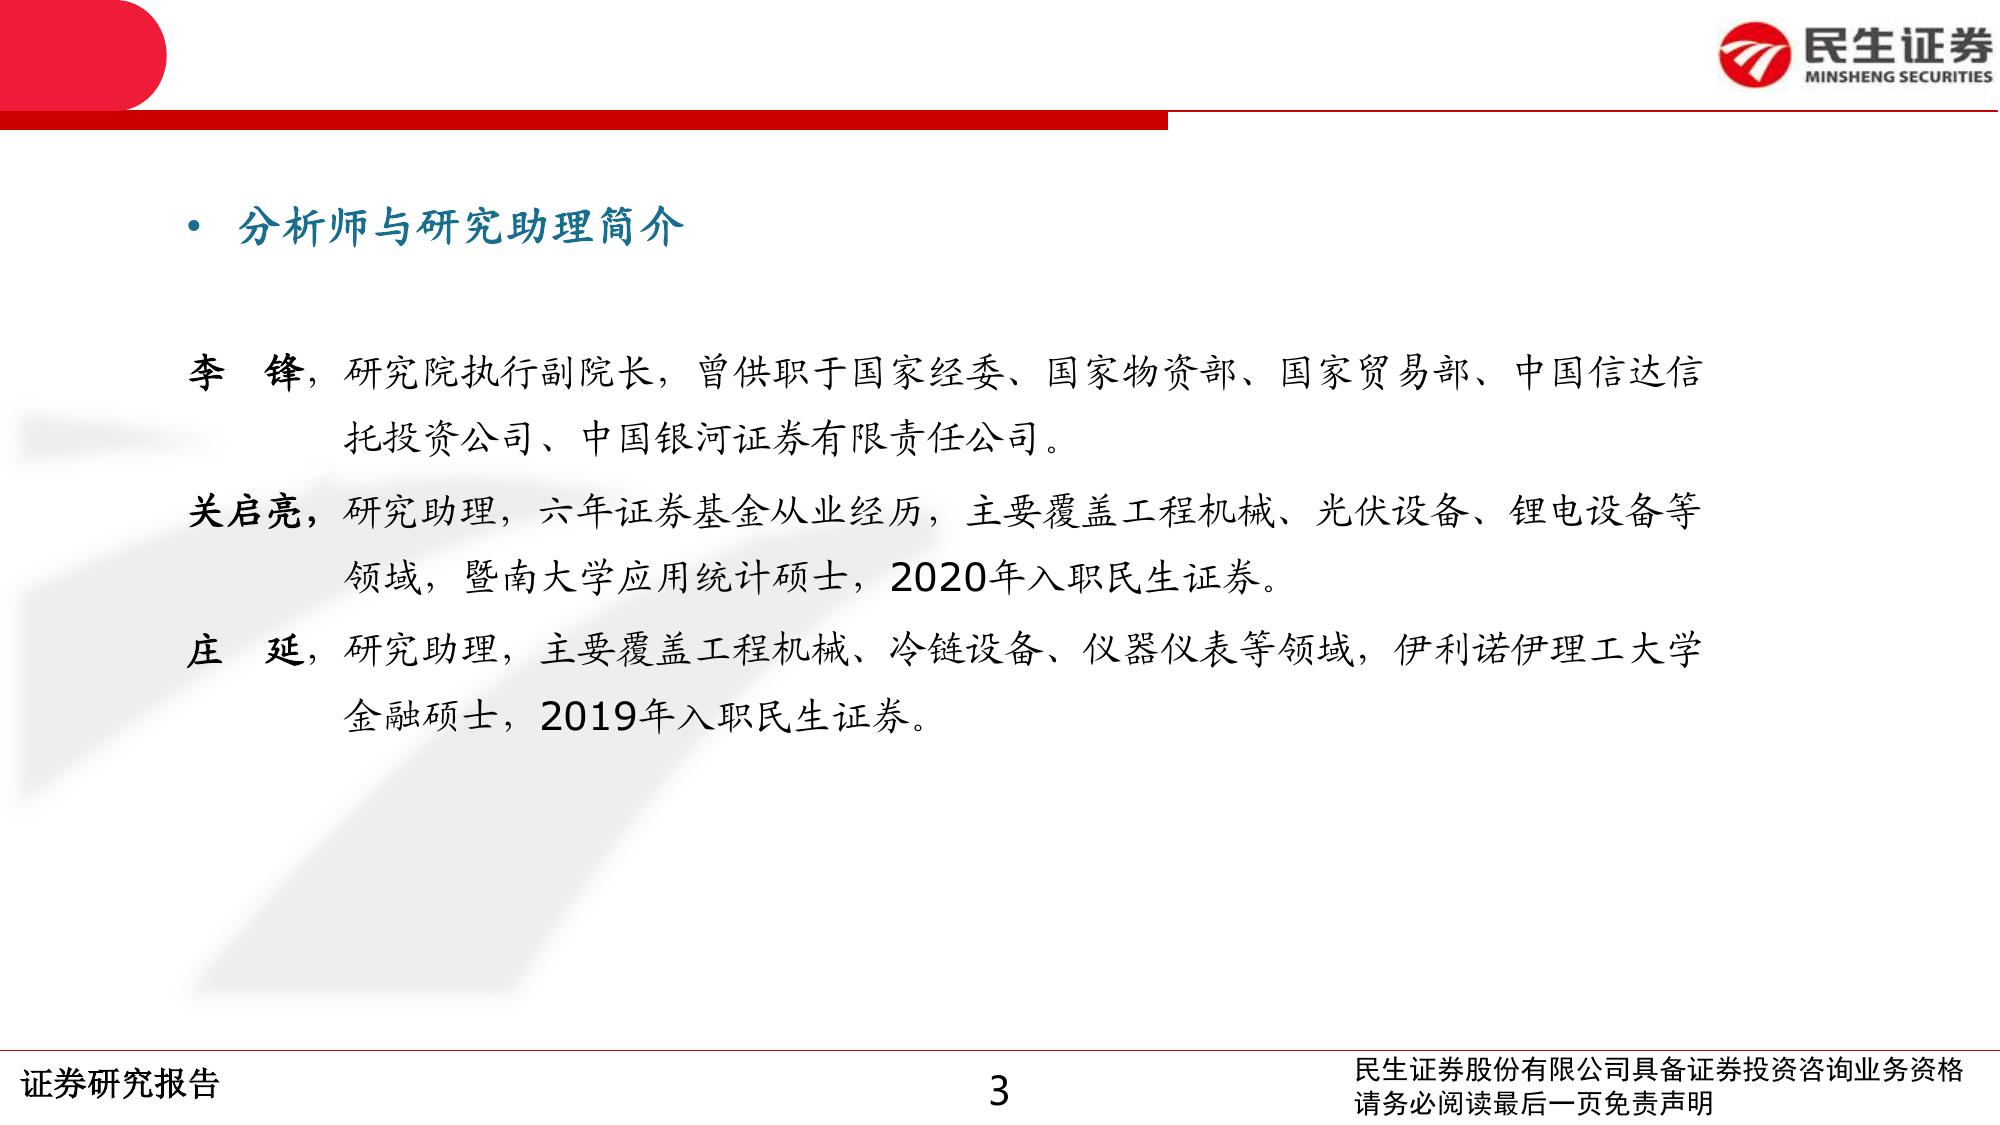 民生证券
MINSHENG SECURITIES
• 分析师与研究助理简介
李　锋，研究院执行副院长，曾供职于国家经委、国家物资部、国家贸易部、中国信达信
托投资公司、中国银河证券有限责任公司。
关启亮，研究助理，六年证券基金从业经历，主要覆盖工程机械、光伏设备、锂电设备等
领域，暨南大学应用统计硕士，2020年入职民生证券。
庄　延，研究助理，主要覆盖工程机械、冷链设备、仪器仪表等领域，伊利诺伊理工大学
金融硕士，2019年入职民生证券。
证券研究报告
3
民生证券股份有限公司具备证券投资咨询业务资格
请务必阅读最后一页免责声明